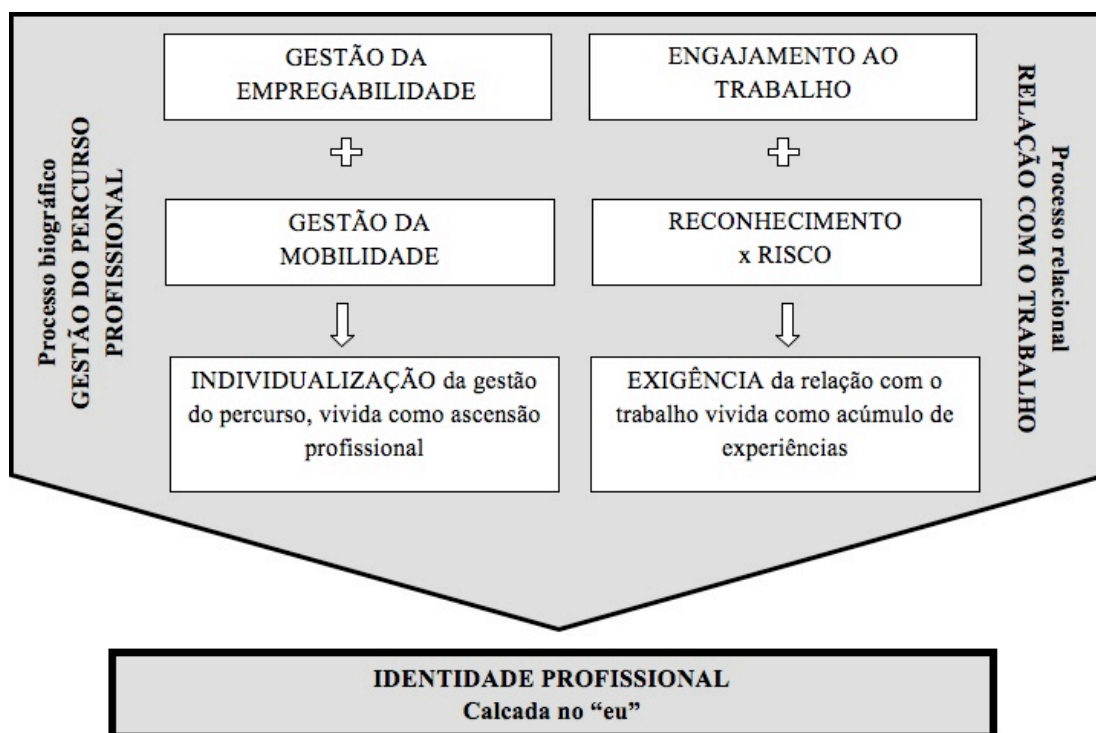 Processo biográfico
GESTÃO DO PERCURSO
PROFISSIONAL
GESTÃO DA
EMPREGABILIDADE
GESTÃO DA
MOBILIDADE
INDIVIDUALIZAÇÃO da gestão
do percurso, vivida como ascensão
profissional
ENGAJAMENTO AO
TRABALHO
RECONHECIMENTO
x RISCO
EXIGÊNCIA da relação com o
trabalho vivida como acúmulo de
experiências
Processo relacional
RELAÇÃO COM O TRABALHO
IDENTIDADE PROFISSIONAL
Calcada no “eu”